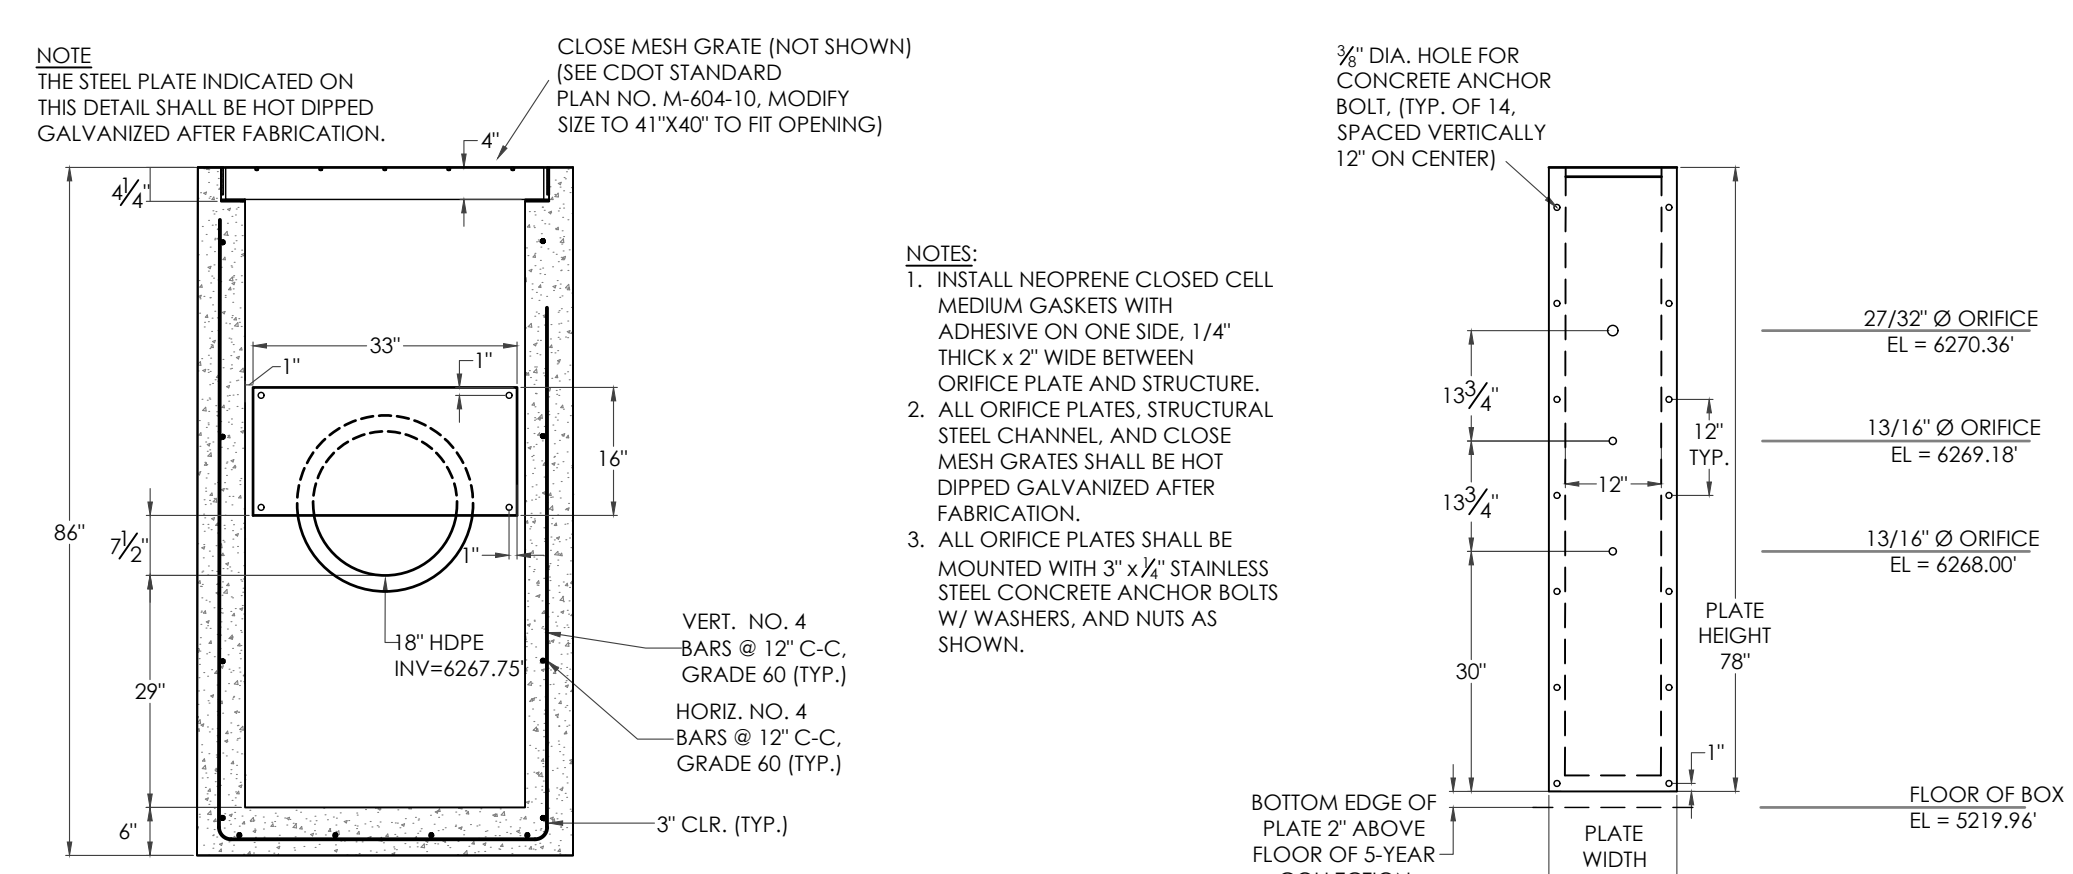 NOTE
THE STEEL PLATE INDICATED ON
THIS DETAIL SHALL BE HOT DIPPED
GALVANIZED AFTER FABRICATION.
CLOSE MESH GRATE (NOT SHOWN)
(SEE CDOT STANDARD
PLAN NO. M-604-10, MODIFY
SIZE TO 41"X40" TO FIT OPENING)
4"
4 1/4"
33"
1"
1"
16"
86"
7 1/2"
1"
18" HDPE
INV=6267.75'
29"
6"
VERT. NO. 4
BARS @ 12" C-C,
GRADE 60 (TYP.)
HORIZ. NO. 4
BARS @ 12" C-C,
GRADE 60 (TYP.)
3" CLR. (TYP.)
NOTES:
1. INSTALL NEOPRENE CLOSED CELL
MEDIUM GASKETS WITH
ADHESIVE ON ONE SIDE, 1/4"
THICK x 2" WIDE BETWEEN
ORIFICE PLATE AND STRUCTURE.
2. ALL ORIFICE PLATES, STRUCTURAL
STEEL CHANNEL, AND CLOSE
MESH GRATES SHALL BE HOT
DIPPED GALVANIZED AFTER
FABRICATION.
3. ALL ORIFICE PLATES SHALL BE
MOUNTED WITH 3" x 1/4" STAINLESS
STEEL CONCRETE ANCHOR BOLTS
W/ WASHERS, AND NUTS AS
SHOWN.
3/8" DIA. HOLE FOR
CONCRETE ANCHOR
BOLT, (TYP. OF 14,
SPACED VERTICALLY
12" ON CENTER)
13 3/4"
13 3/4"
30"
12"
12"
TYP.
PLATE
HEIGHT
78"
1"
27/32" Ø ORIFICE
EL = 6270.36'
13/16" Ø ORIFICE
EL = 6269.18'
13/16" Ø ORIFICE
EL = 6268.00'
FLOOR OF BOX
EL = 5219.96'
BOTTOM EDGE OF
PLATE 2" ABOVE
FLOOR OF 5-YEAR
PLATE
WIDTH